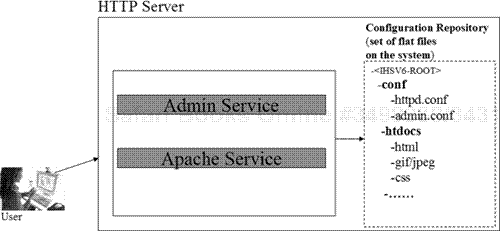 HTTP Server
Configuration Repository
(set of flat files
on the system)
-<IHSV6-ROOT>
-conf
-httpd.conf
-admin.conf
-htdocs
-html
-gif/jpeg
-css
-......
Admin Service
Apache Service
User